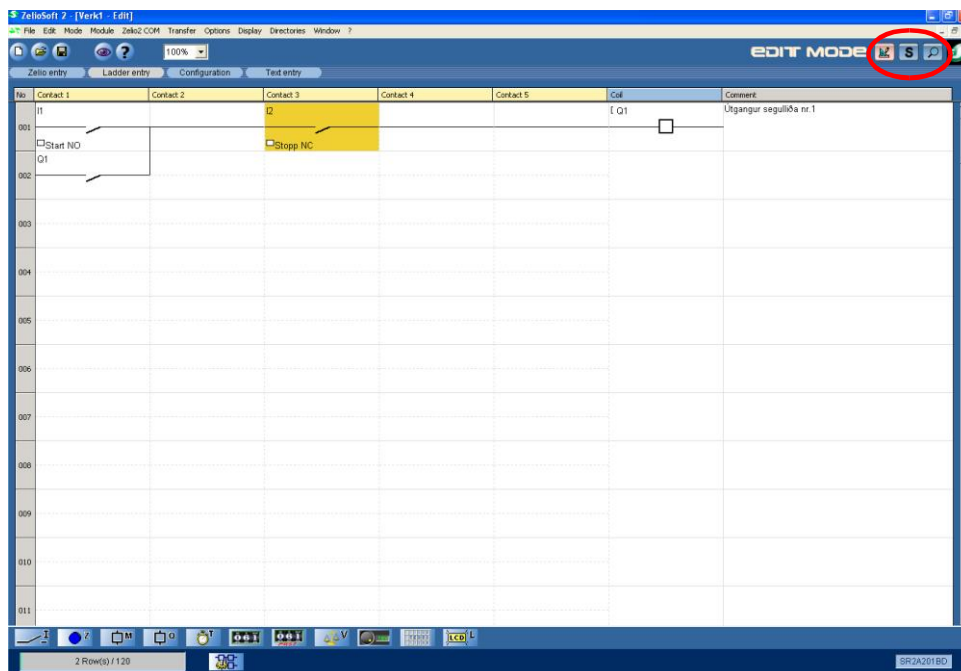 ZelioSoft 2 - [Verk1 - Edit]
File Edit Mode Module Zelio2 COM Transfer Options Display Directories Window ?
100% EDIT MODE S
Zelio entry Ladder entry Configuration Text entry
No Contact 1 Contact 2 Contact 3 Contact 4 Contact 5 Coil Comment
I1 I2 [ Q1 Útgangur segulliða nr.1
001
Start NO Stopp NC
Q1
002
003
004
005
006
007
008
009
010
011
I Z M Q T V LCD L
2 Row(s) / 120 SR2A201BD